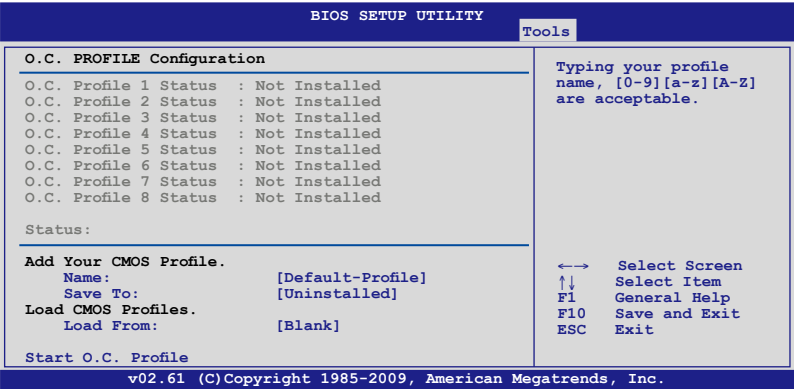 BIOS SETUP UTILITY
Tools
O.C. PROFILE Configuration
O.C. Profile 1 Status : Not Installed
O.C. Profile 2 Status : Not Installed
O.C. Profile 3 Status : Not Installed
O.C. Profile 4 Status : Not Installed
O.C. Profile 5 Status : Not Installed
O.C. Profile 6 Status : Not Installed
O.C. Profile 7 Status : Not Installed
O.C. Profile 8 Status : Not Installed
Status:
Add Your CMOS Profile.
Name: [Default-Profile]
Save To: [Uninstalled]
Load CMOS Profiles.
Load From: [Blank]
Start O.C. Profile
Typing your profile
name, [0-9][a-z][A-Z]
are acceptable.
←→ Select Screen
↑↓ Select Item
F1 General Help
F10 Save and Exit
ESC Exit
v02.61 (C)Copyright 1985-2009, American Megatrends, Inc.